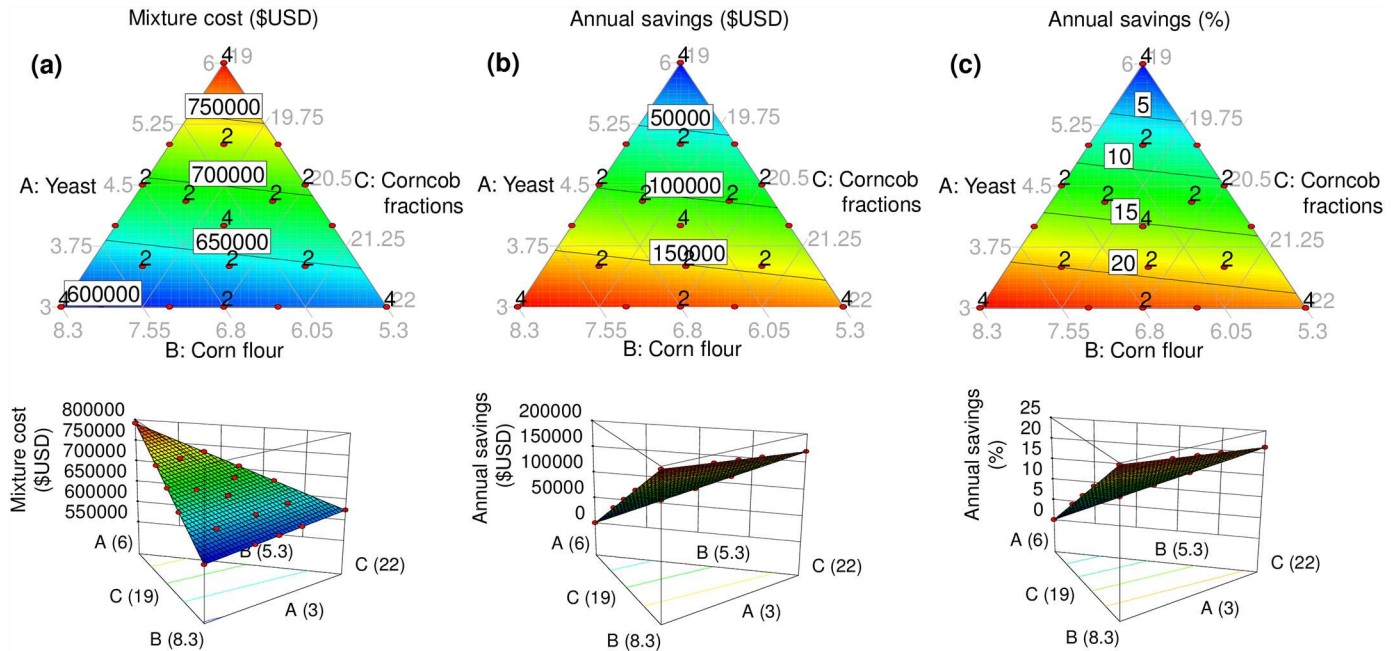 Mixture cost ($USD)
(a)
4
6 19
750000
5.25 19.75
2
2 2
700000
A: Yeast 4.5 20.5 C: Corncob
fractions
2 2
4
3.75 650000 21.25
2 2 2
4 600000 2 4
3 22
8.3 7.55 6.8 6.05 5.3
B: Corn flour
Annual savings ($USD)
(b)
4
6 19
50000
5.25 19.75
2
2 2
100000
A: Yeast 4.5 20.5 C: Corncob
fractions
2 2
4
3.75 150000 21.25
2 2 2
4 2 4
3 22
8.3 7.55 6.8 6.05 5.3
B: Corn flour
Annual savings (%)
(c)
4
6 19
5
5.25 19.75
2
10
2 2
A: Yeast 4.5 20.5 C: Corncob
fractions
2 2
15 4
3.75 21.25
2 20 2 2
4 2 4
3 22
8.3 7.55 6.8 6.05 5.3
B: Corn flour
Mixture cost
($USD)
800000
750000
700000
650000
600000
550000
A (6)
B (5.3)
C (22)
C (19)
A (3)
B (8.3)
Annual savings
($USD)
200000
150000
100000
50000
0
A (6)
B (5.3)
C (22)
C (19)
A (3)
B (8.3)
Annual savings
(%)
25
20
15
10
5
0
A (6)
B (5.3)
C (22)
C (19)
A (3)
B (8.3)